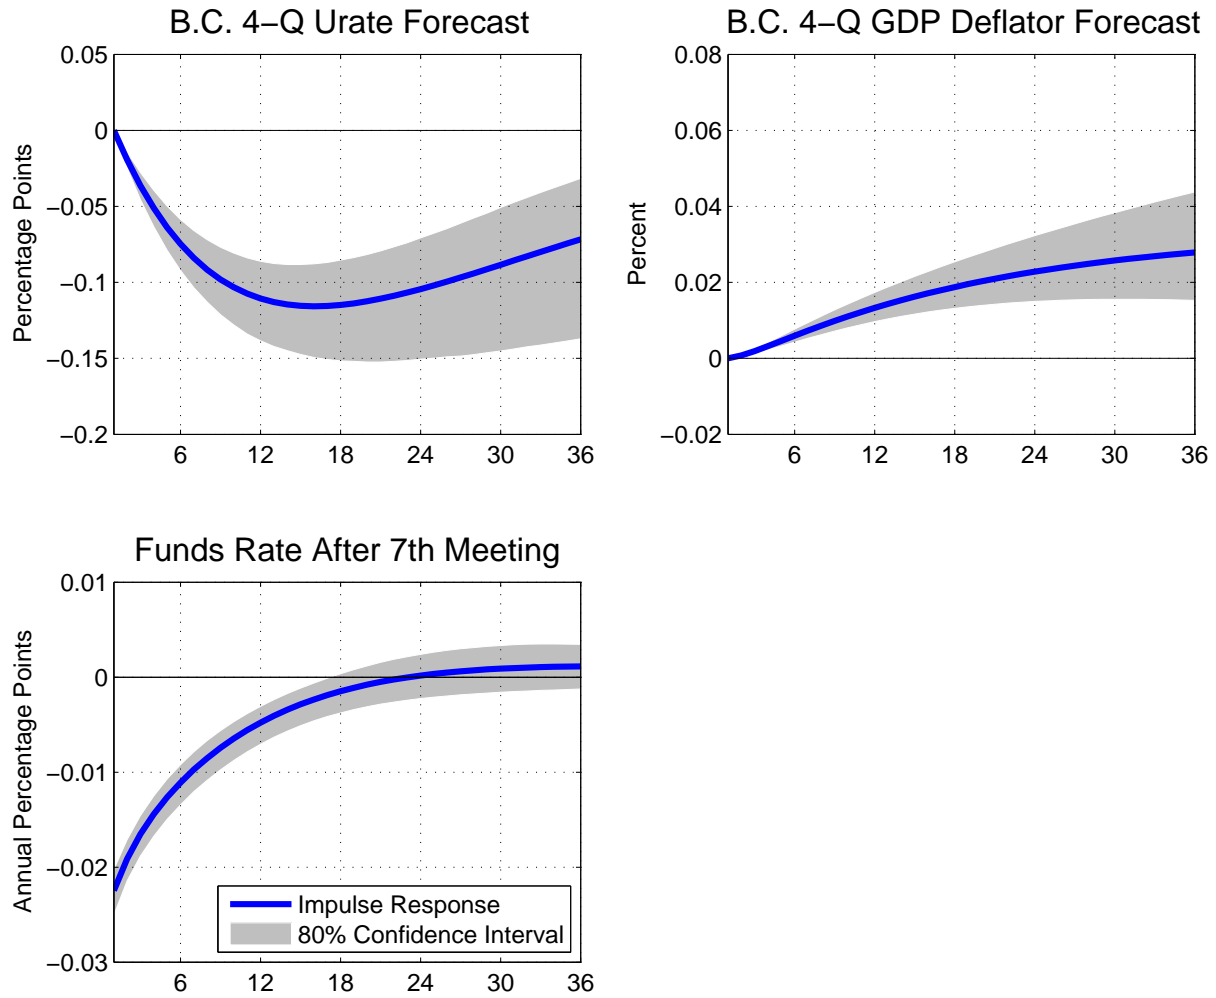 B.C. 4−Q Urate Forecast
0.05
0
−0.05
−0.1
−0.15
−0.2
Percentage Points
6 12 18 24 30 36
B.C. 4−Q GDP Deflator Forecast
0.08
0.06
0.04
0.02
0
−0.02
Percent
6 12 18 24 30 36
Funds Rate After 7th Meeting
0.01
0
−0.01
−0.02
−0.03
Annual Percentage Points
Impulse Response
80% Confidence Interval
6 12 18 24 30 36